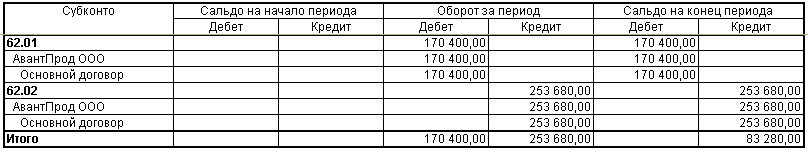 Субконто Сальдо на начало периода Оборот за период Сальдо на конец периода
Дебет Кредит Дебет Кредит Дебет Кредит
62.01 170 400,00 170 400,00
АвантПрод ООО 170 400,00 170 400,00
Основной договор 170 400,00 170 400,00
62.02 253 680,00 253 680,00
АвантПрод ООО 253 680,00 253 680,00
Основной договор 253 680,00 253 680,00
Итого 170 400,00 253 680,00 83 280,00